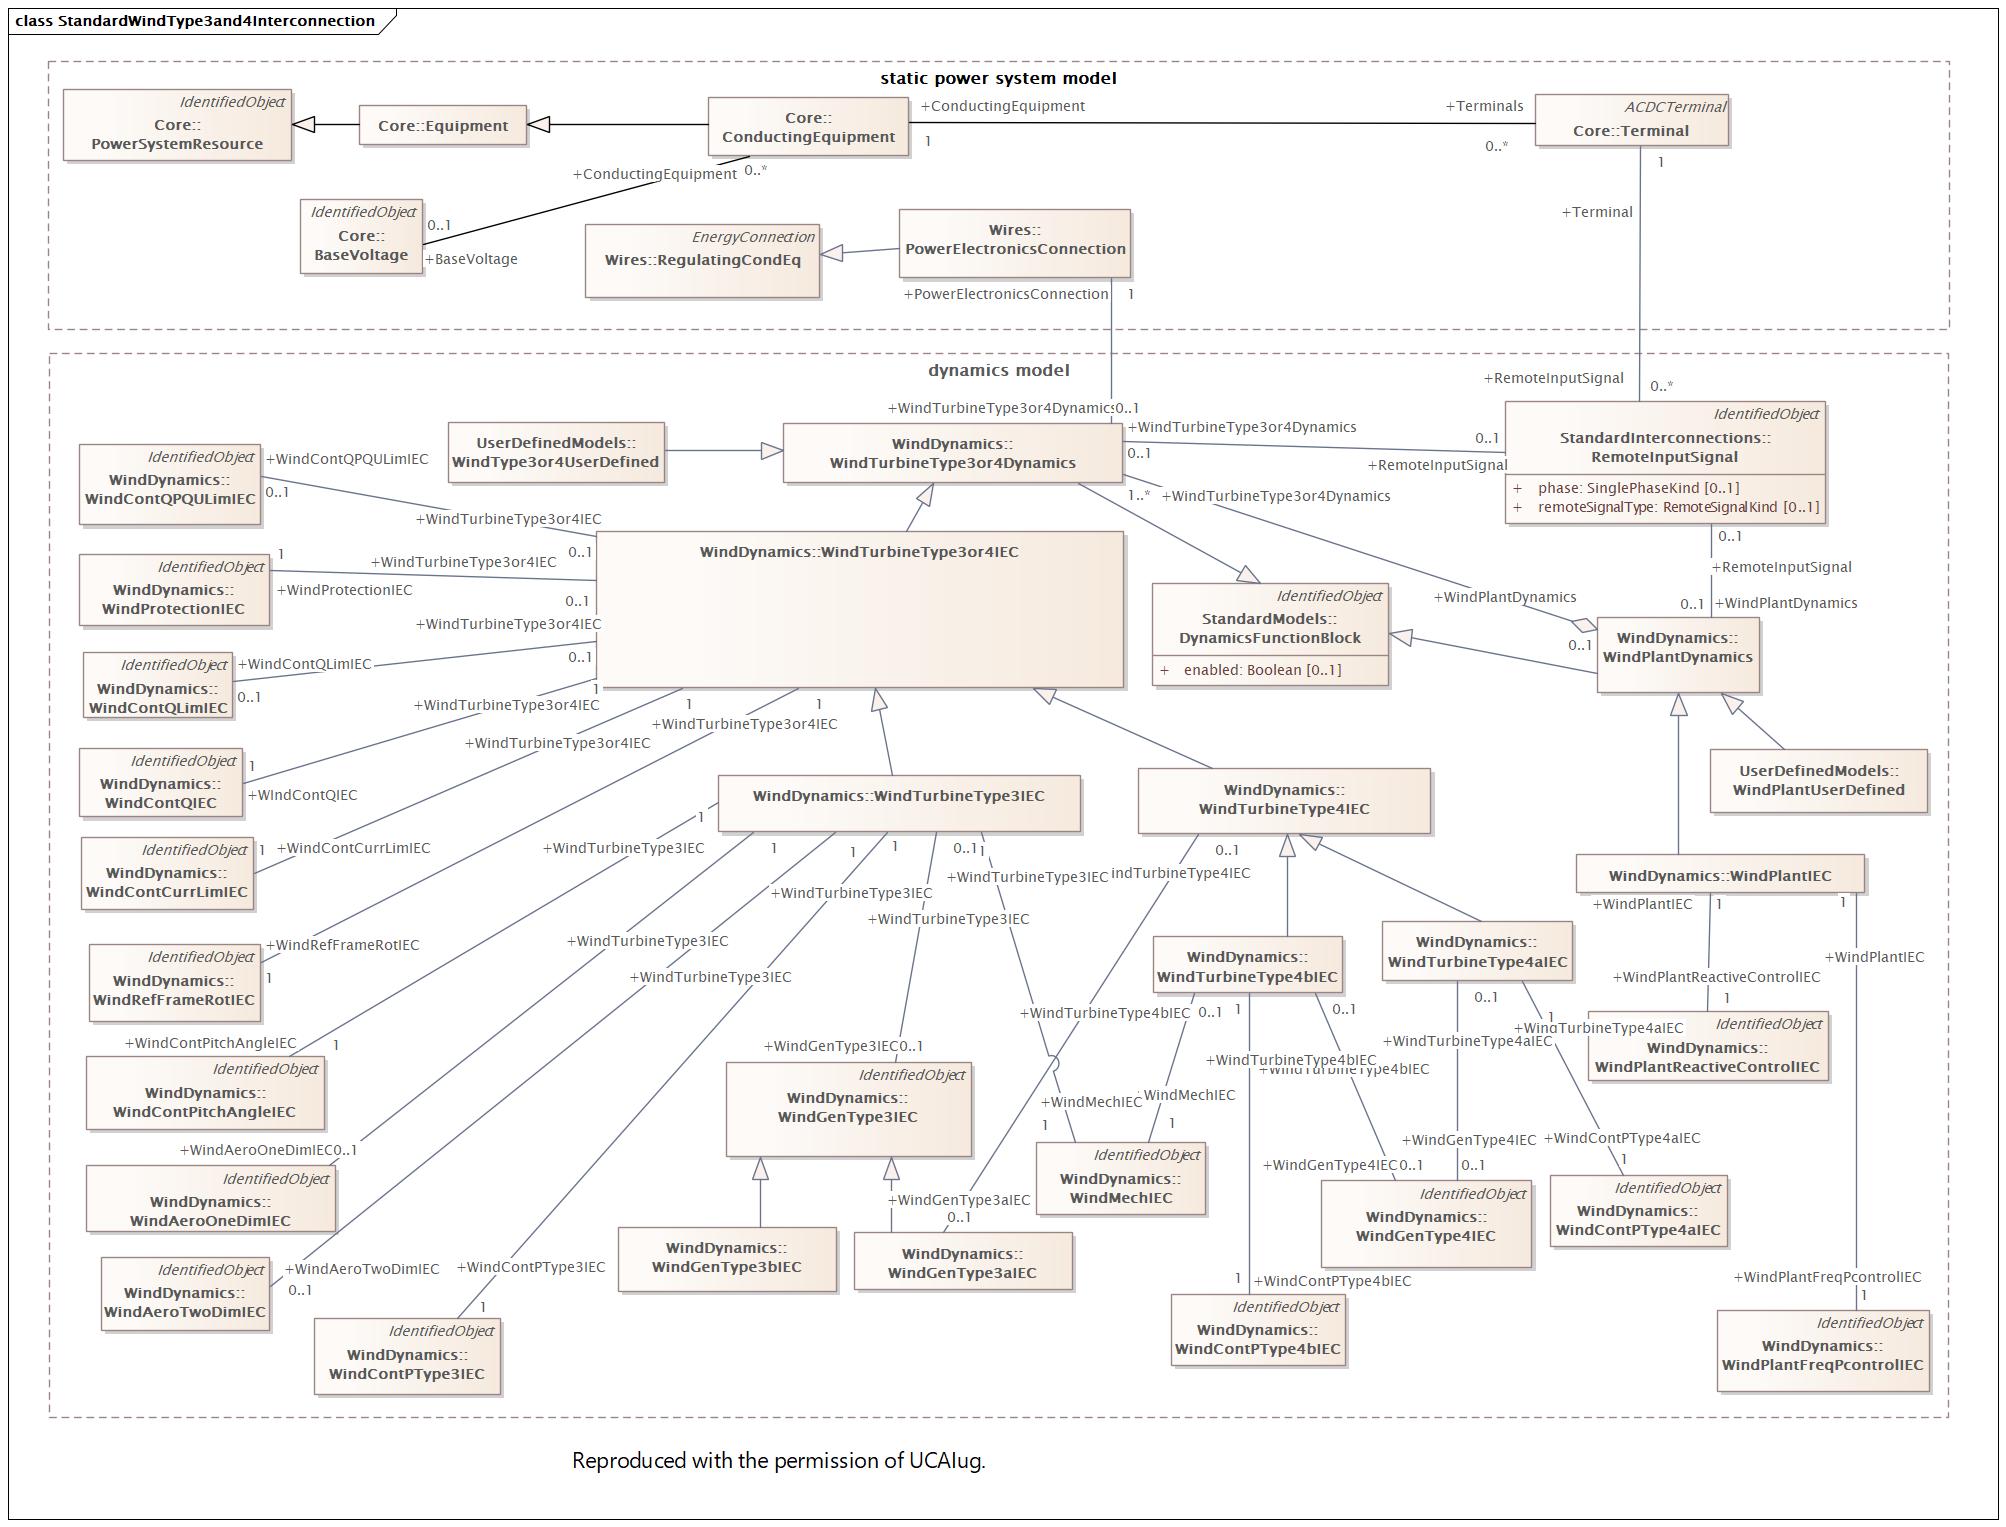 class StandardWindType3and4Interconnection
static power system model
IdentifiedObject
Core::
PowerSystemResource
Core::Equipment
Core::
ConductingEquipment
+ConductingEquipment
1
+Terminals
0..*
ACDCTerminal
Core::Terminal
1
+Terminal
+ConductingEquipment
0..*
IdentifiedObject
Core::
BaseVoltage
0..1
+BaseVoltage
EnergyConnection
Wires::RegulatingCondEq
Wires::
PowerElectronicsConnection
+PowerElectronicsConnection
1
dynamics model
+RemoteInputSignal
0..*
+WindTurbineType3or4Dynamics
0..1
UserDefinedModels::
WindType3or4UserDefined
WindDynamics::
WindTurbineType3or4Dynamics
+WindTurbineType3or4Dynamics
0..1
0..1
+RemoteInputSignal
IdentifiedObject
StandardInterconnections::
RemoteInputSignal
+ phase: SinglePhaseKind [0..1]
+ remoteSignalType: RemoteSignalKind [0..1]
1..*
+WindTurbineType3or4Dynamics
0..1
+RemoteInputSignal
+WindPlantDynamics
0..1
+WindPlantDynamics
0..1
IdentifiedObject
WindDynamics::
WindContQPQULimIEC
+WindContQPQULimIEC
0..1
+WindTurbineType3or4IEC
0..1
WindDynamics::WindTurbineType3or4IEC
IdentifiedObject
WindDynamics::
WindProtectionIEC
1
+WindProtectionIEC
+WindTurbineType3or4IEC
0..1
IdentifiedObject
StandardModels::
DynamicsFunctionBlock
+ enabled: Boolean [0..1]
WindDynamics::
WindPlantDynamics
+WindTurbineType3or4IEC
0..1
IdentifiedObject
WindDynamics::
WindContQLimIEC
+WindContQLimIEC
0..1
1
+WindTurbineType3or4IEC
1
+WindTurbineType3or4IEC
1
+WindTurbineType3or4IEC
IdentifiedObject
WindDynamics::
WindContQIEC
1
+WIndContQIEC
WindDynamics::WindTurbineType3IEC
WindDynamics::
WindTurbineType4IEC
UserDefinedModels::
WindPlantUserDefined
IdentifiedObject
WindDynamics::
WindContCurrLimIEC
1
+WindContCurrLimIEC
1
+WindTurbineType3IEC
1
1
1
0..1
1
0..1
+WindTurbineType3IEC
+WindTurbineType3IEC
indTurbineType4IEC
+WindTurbineType3IEC
WindDynamics::WindPlantIEC
+WindPlantIEC
1
1
+WindPlantIEC
IdentifiedObject
WindDynamics::
WindRefFrameRotIEC
+WindRefFrameRotIEC
1
+WindTurbineType3IEC
+WindTurbineType3IEC
WindDynamics::
WindTurbineType4bIEC
WindDynamics::
WindTurbineType4aIEC
+WindPlantReactiveControlIEC
1
+WindTurbineType4bIEC
0..1
1
0..1
0..1
1
+WindTurbineType4aIEC
+WindTurbineType4aIEC
IdentifiedObject
WindDynamics::
WindPlantReactiveControlIEC
+WindContPitchAngleIEC
1
IdentifiedObject
WindDynamics::
WindContPitchAngleIEC
+WindGenType3IEC
0..1
IdentifiedObject
WindDynamics::
WindGenType3IEC
+WindTurbineType4bIEC
+WindTurbineType4bIEC
+WindMechIEC
WindMechIEC
1
1
IdentifiedObject
WindDynamics::
WindMechIEC
+WindAeroOneDimIEC
0..1
IdentifiedObject
WindDynamics::
WindAeroOneDimIEC
+WindGenType4IEC
0..1
+WindContPType4aIEC
1
+WindGenType4IEC
0..1
IdentifiedObject
WindDynamics::
WindGenType4IEC
IdentifiedObject
WindDynamics::
WindContPType4aIEC
+WindGenType3aIEC
0..1
WindDynamics::
WindGenType3bIEC
WindDynamics::
WindGenType3aIEC
IdentifiedObject
WindDynamics::
WindAeroTwoDimIEC
+WindAeroTwoDimIEC
0..1
+WindContPType3IEC
1
IdentifiedObject
WindDynamics::
WindContPType3IEC
1
+WindContPType4bIEC
IdentifiedObject
WindDynamics::
WindContPType4bIEC
+WindPlantFreqPcontrolIEC
1
IdentifiedObject
WindDynamics::
WindPlantFreqPcontrolIEC
Reproduced with the permission of UCAIug.